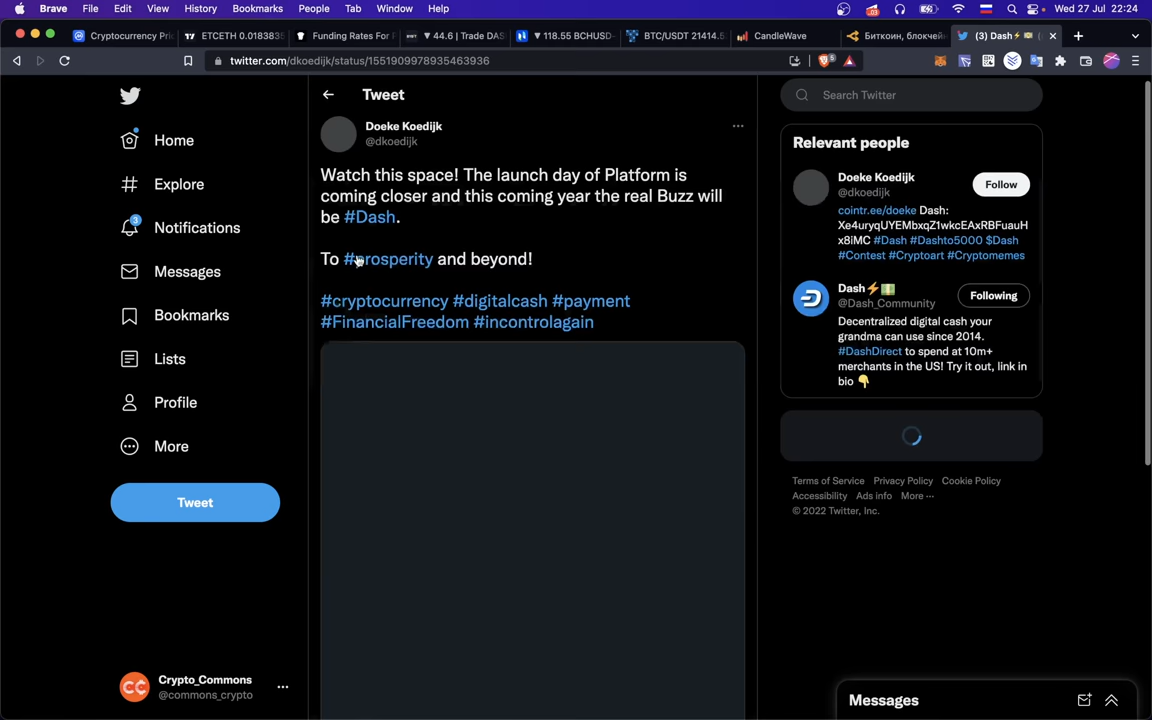 Brave File Edit View History Bookmarks People Tab Window Help Wed 27 Jul 22:24
Cryptocurrency Pri ETCETH 0.0183835 Funding Rates For ▼ 44.6 | Trade DAS ▼ 118.55 BCHUSD- BTC/USDT 21414.5 CandleWave Биткоин, блокчейн (3) Dash⚡💵
twitter.com/dkoedijk/status/1551909978935463936
Home
Explore
Notifications
3
Messages
Bookmarks
Lists
Profile
More
Tweet
Crypto_Commons
@commons_crypto
Tweet
Doeke Koedijk
@dkoedijk
Watch this space! The launch day of Platform is
coming closer and this coming year the real Buzz will
be #Dash.
To #prosperity and beyond!
#cryptocurrency #digitalcash #payment
#FinancialFreedom #incontrolagain
Search Twitter
Relevant people
Doeke Koedijk
@dkoedijk
Follow
cointr.ee/doeke Dash:
Xe4uryqUYEMbxqZ1wkcEAxRBFuauH
x8iMC #Dash #Dashto5000 $Dash
#Contest #Cryptoart #Cryptomemes
Dash⚡💵
@Dash_Community
Following
Decentralized digital cash your
grandma can use since 2014.
#DashDirect to spend at 10m+
merchants in the US! Try it out, link in
bio 👇
Terms of Service Privacy Policy Cookie Policy
Accessibility Ads info More ···
© 2022 Twitter, Inc.
Messages